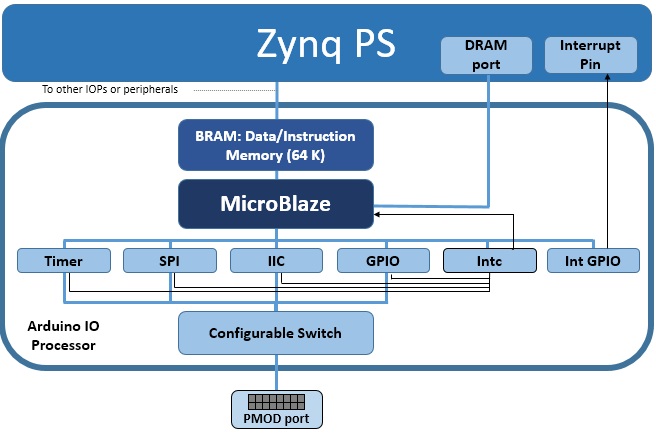 Zynq PS
DRAM
port
Interrupt
Pin
To other IOPs or peripherals
BRAM: Data/Instruction
Memory (64 K)
MicroBlaze
Timer
SPI
IIC
GPIO
Intc
Int GPIO
Arduino IO
Processor
Configurable Switch
PMOD port